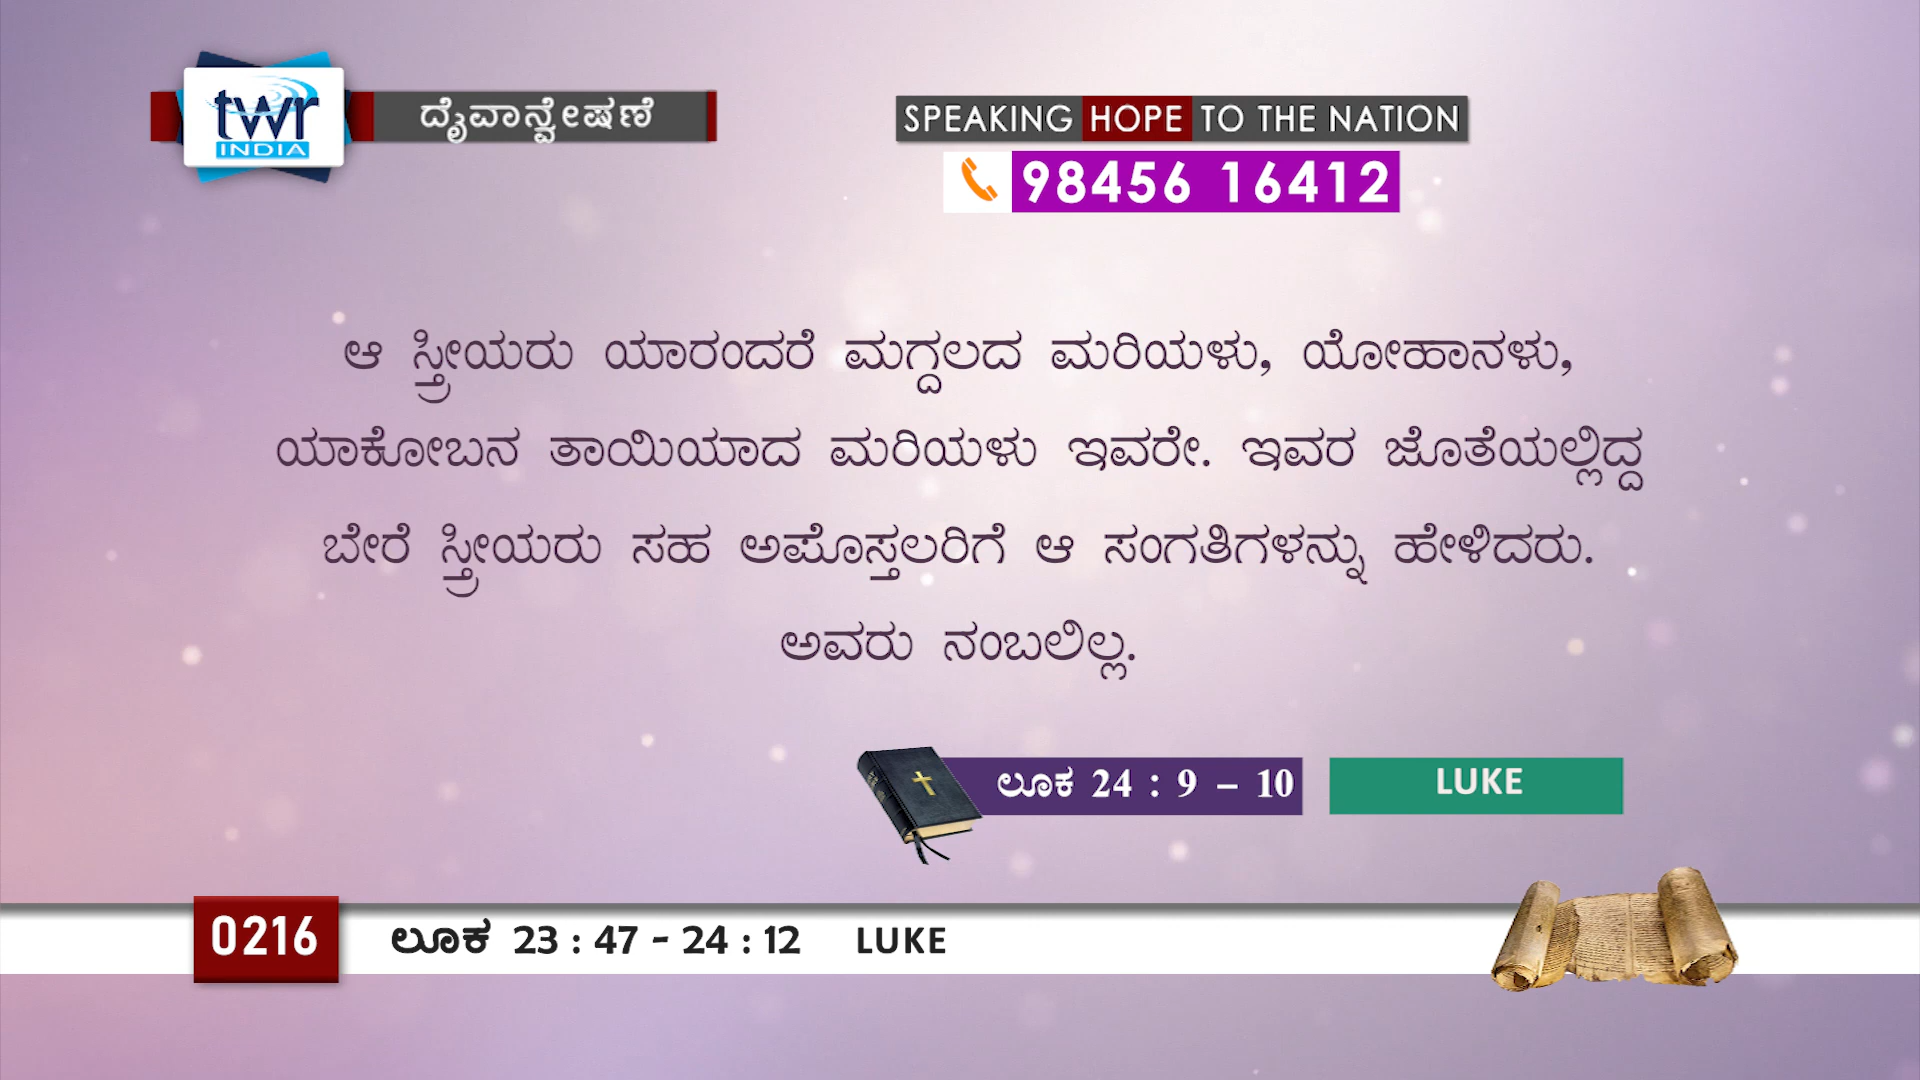 twr
INDIA
ದೈವಾನ್ವೇಷಣೆ
SPEAKING HOPE TO THE NATION
98456 16412
ಆ ಸ್ತ್ರೀಯರು ಯಾರಂದರೆ ಮಗ್ದಲದ ಮರಿಯಳು, ಯೋಹಾನಳು,
ಯಾಕೋಬನ ತಾಯಿಯಾದ ಮರಿಯಳು ಇವರೇ. ಇವರ ಜೊತೆಯಲ್ಲಿದ್ದ
ಬೇರೆ ಸ್ತ್ರೀಯರು ಸಹ ಅಪೊಸ್ತಲರಿಗೆ ಆ ಸಂಗತಿಗಳನ್ನು ಹೇಳಿದರು.
ಅವರು ನಂಬಲಿಲ್ಲ.
ಲೂಕ 24 : 9 – 10
LUKE
0216
ಲೂಕ 23 : 47 - 24 : 12 LUKE